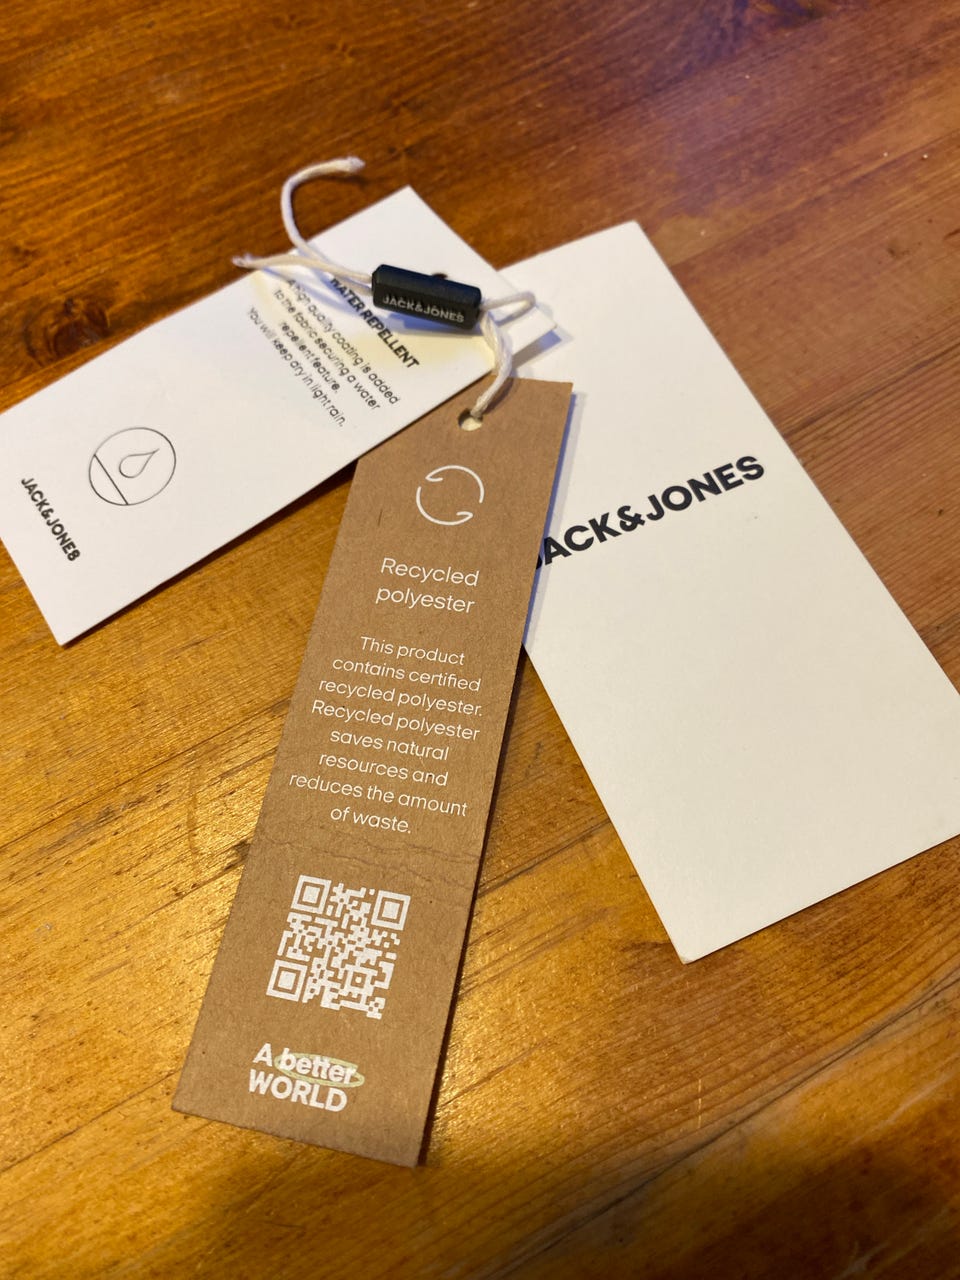 WATER REPELLENT
A high quality coating is added
to the fabric securing a water
repellent feature.
You will keep dry in light rain.
JACK&JONES
JACK&JONES
JACK&JONES
Recycled
polyester
This product
contains certified
recycled polyester.
Recycled polyester
saves natural
resources and
reduces the amount
of waste.
A better
WORLD